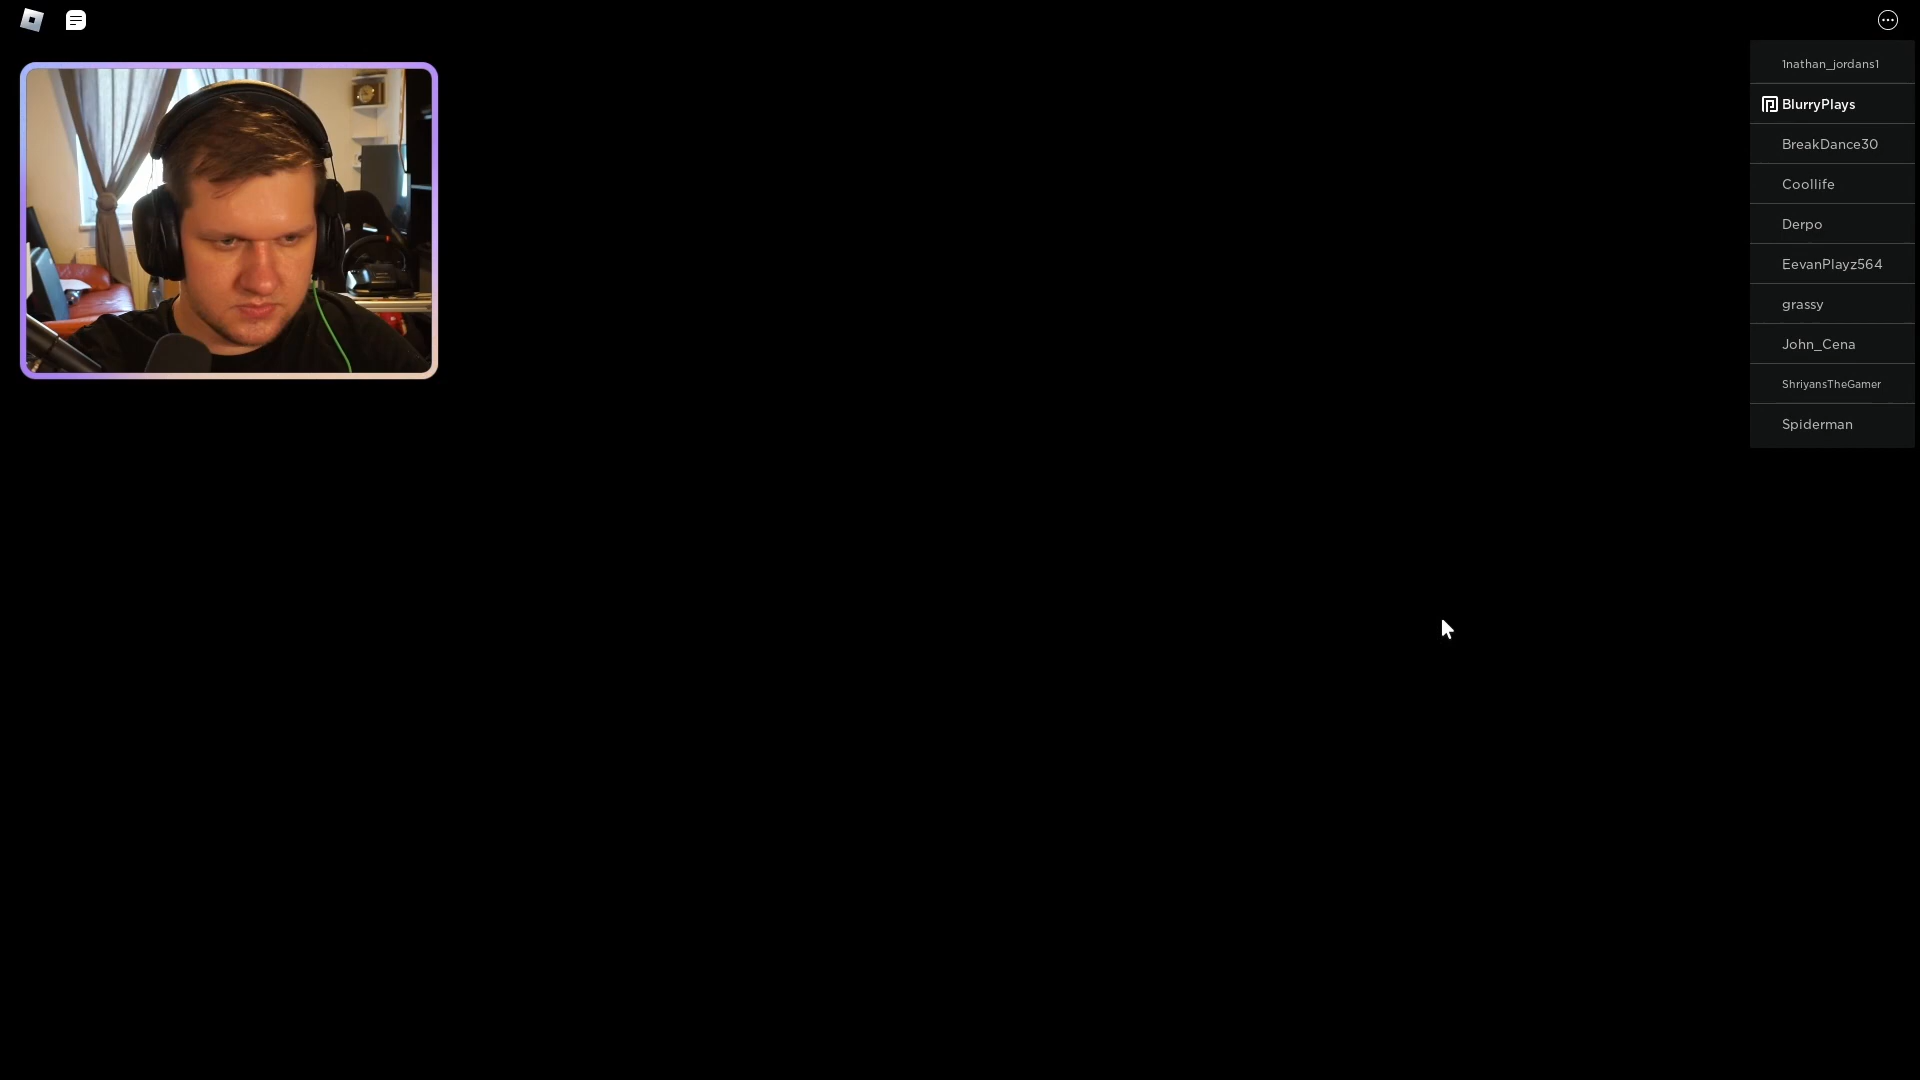 1nathan_jordans1
BlurryPlays
BreakDance30
Coollife
Derpo
EevanPlayz564
grassy
John_Cena
ShriyansTheGamer
Spiderman